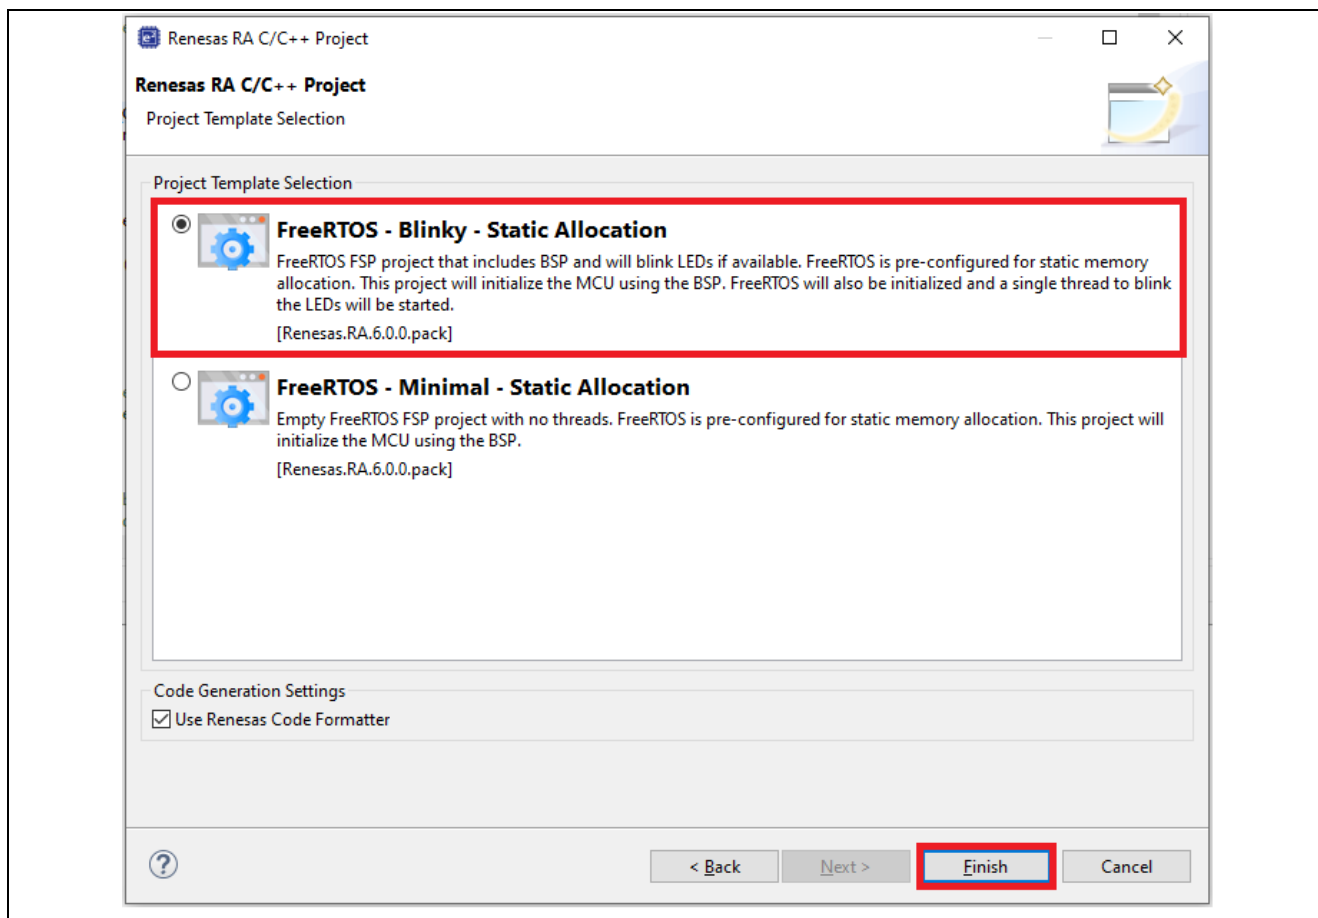 Renesas RA C/C++ Project
Renesas RA C/C++ Project
Project Template Selection
Project Template Selection
FreeRTOS - Blinky - Static Allocation
FreeRTOS FSP project that includes BSP and will blink LEDs if available. FreeRTOS is pre-configured for static memory
allocation. This project will initialize the MCU using the BSP. FreeRTOS will also be initialized and a single thread to blink
the LEDs will be started.
[Renesas.RA.6.0.0.pack]
FreeRTOS - Minimal - Static Allocation
Empty FreeRTOS FSP project with no threads. FreeRTOS is pre-configured for static memory allocation. This project will
initialize the MCU using the BSP.
[Renesas.RA.6.0.0.pack]
Code Generation Settings
Use Renesas Code Formatter
? < Back Next > Finish Cancel